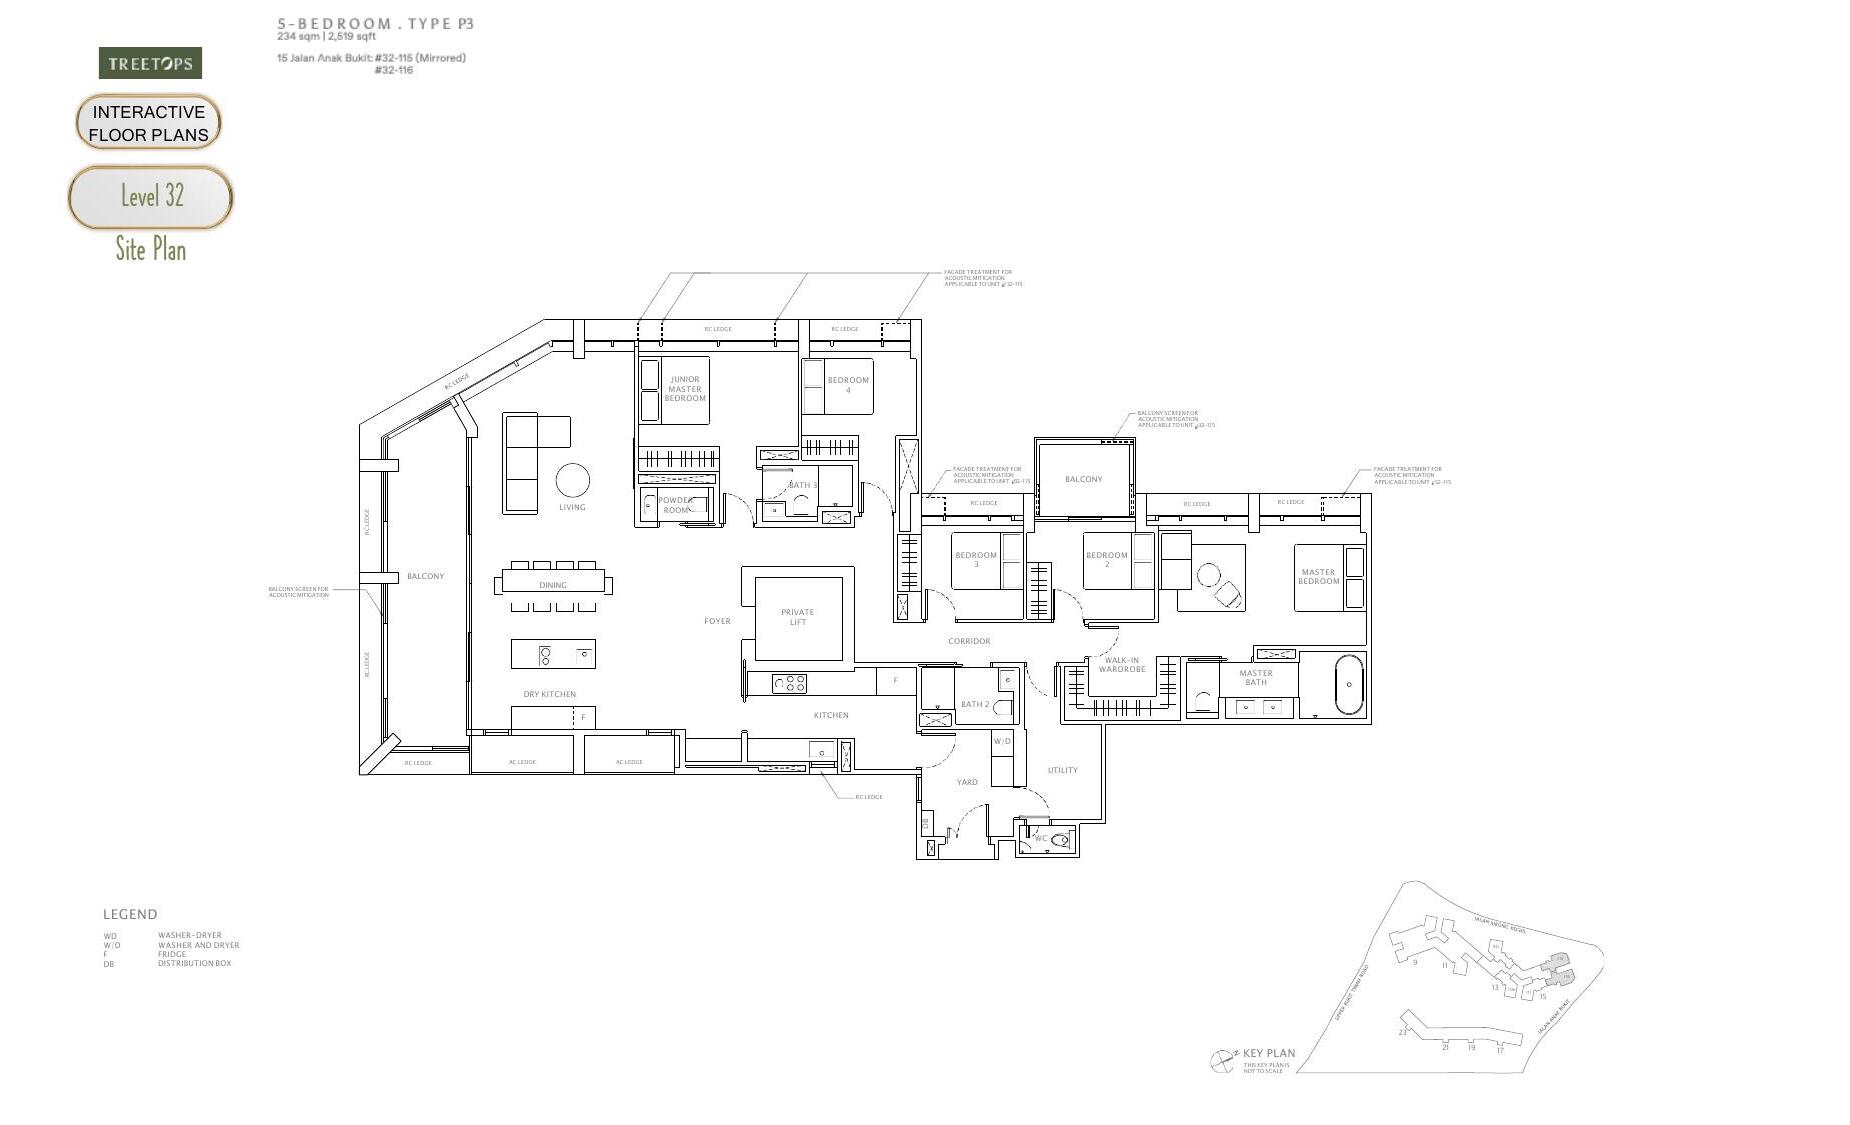 5-BEDROOM . TYPE P3
234 sqm | 2,519 sqft
15 Jalan Anak Bukit: #32-115 (Mirrored)
#32-116
TREETOPS
INTERACTIVE
FLOOR PLANS
Level 32
Site Plan
FACADE TREATMENT FOR
ACOUSTIC MITIGATION
APPLICABLE TO UNIT #32-115
RC LEDGE
RC LEDGE
RC LEDGE
JUNIOR
MASTER
BEDROOM
BEDROOM
4
BALCONY SCREEN FOR
ACOUSTIC MITIGATION
APPLICABLE TO UNIT #32-115
FACADE TREATMENT FOR
ACOUSTIC MITIGATION
APPLICABLE TO UNIT #32-115
FACADE TREATMENT FOR
ACOUSTIC MITIGATION
APPLICABLE TO UNIT #32-115
BALCONY
BATH 3
POWDER
ROOM
LIVING
RC LEDGE
RC LEDGE
RC LEDGE
RC LEDGE
BEDROOM
3
BEDROOM
2
MASTER
BEDROOM
BALCONY
DINING
BALCONY SCREEN FOR
ACOUSTIC MITIGATION
PRIVATE
LIFT
FOYER
CORRIDOR
WALK-IN
WARDROBE
RC LEDGE
MASTER
BATH
F
DRY KITCHEN
BATH 2
F
KITCHEN
W/D
RC LEDGE
AC LEDGE
AC LEDGE
UTILITY
YARD
RC LEDGE
DB
WC
LEGEND
WD WASHER-DRYER
W/D WASHER AND DRYER
F FRIDGE
DB DISTRIBUTION BOX
JALAN JURONG KECHIL
UPPER BUKIT TIMAH ROAD
JALAN ANAK BUKIT
9
11
13
15
23
21
19
17
KEY PLAN
THIS KEY PLAN IS
NOT TO SCALE